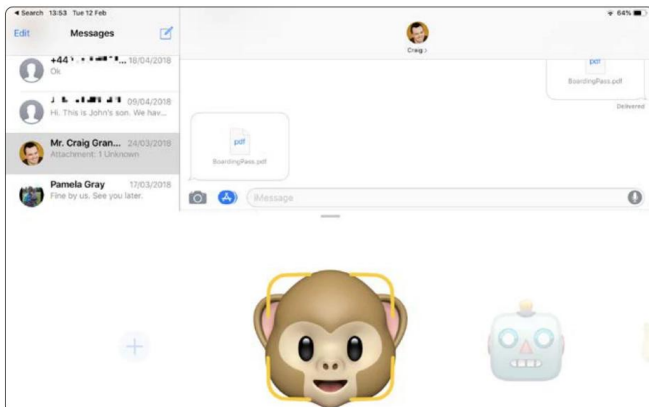 Search 13:53 Tue 12 Feb
64%
Edit Messages
+44 ... 18/04/2018
Ok
09/04/2018
Hi. This is John's son. We hav...
Mr. Craig Gran... 24/03/2018
Attachment: 1 Unknown
Pamela Gray 17/03/2018
Fine by us. See you later.
Craig
pdf
BoardingPass.pdf
Delivered
pdf
BoardingPass.pdf
iMessage